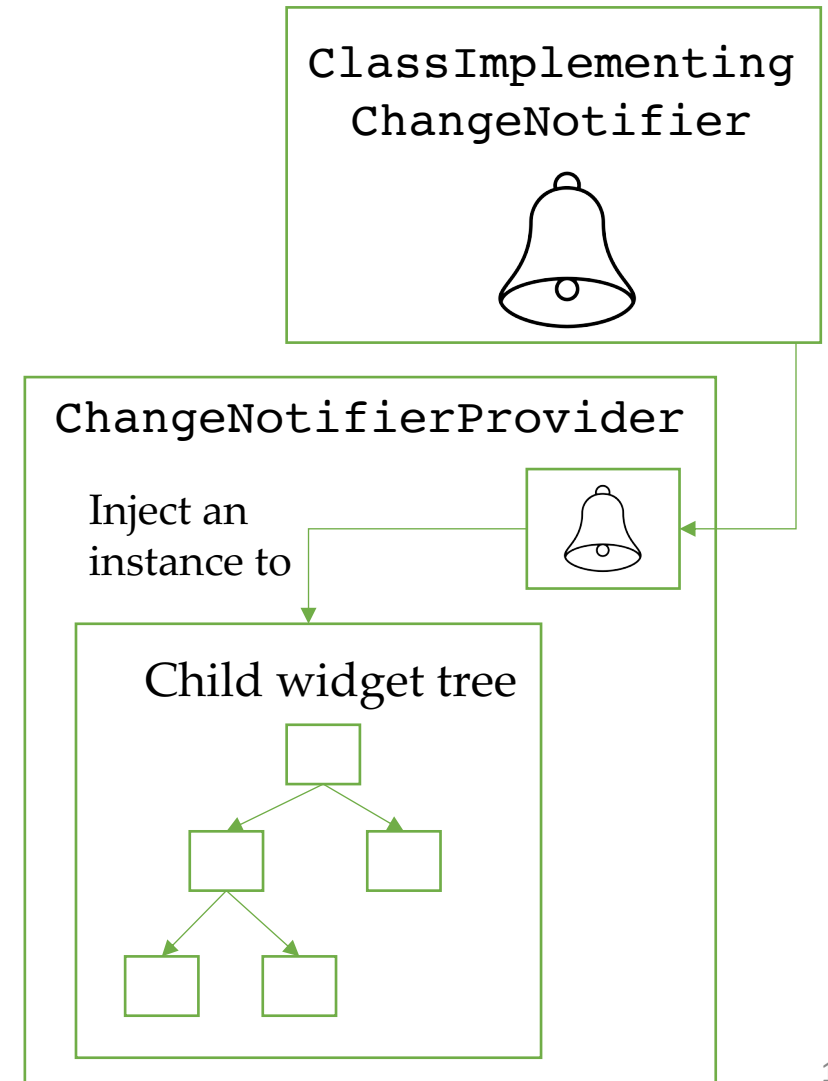 ClassImplementing
ChangeNotifier
ChangeNotifierProvider
Inject an
instance to
Child widget tree